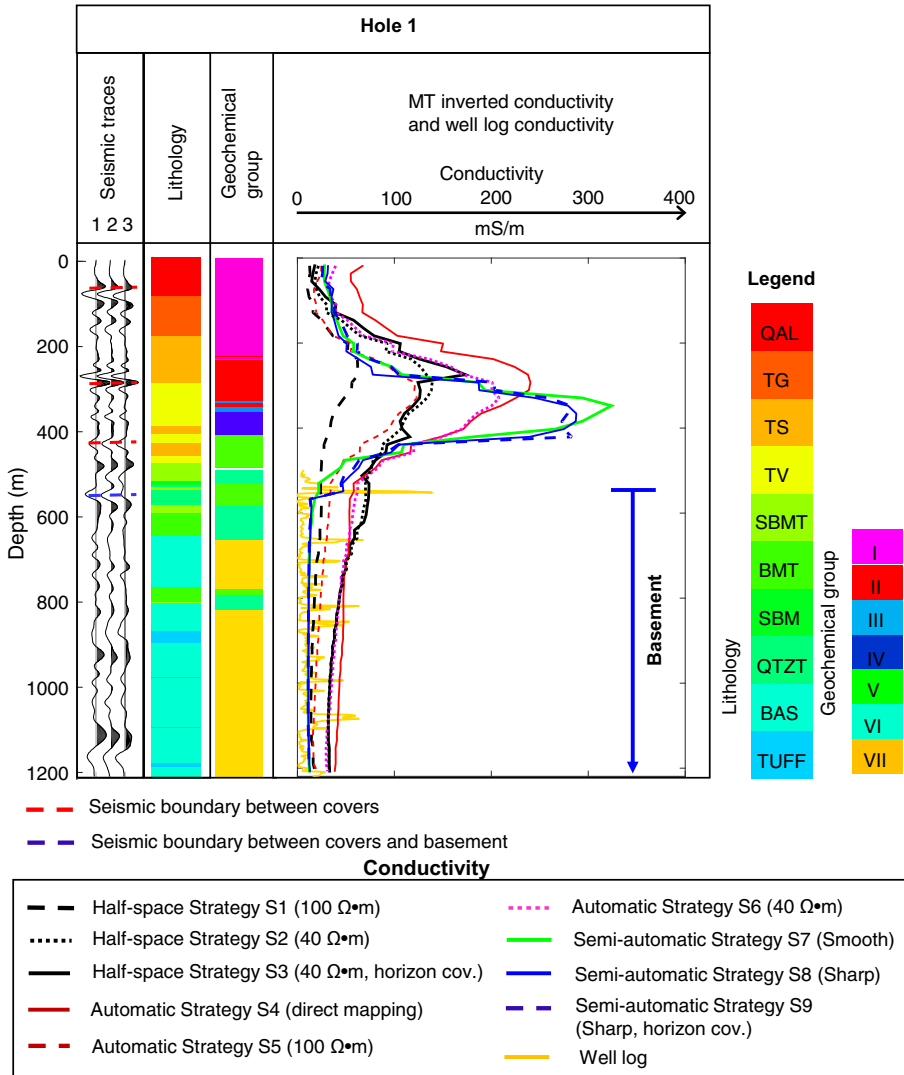 Hole 1
Seismic traces
1 2 3
Lithology
Geochemical
group
MT inverted conductivity
and well log conductivity
Conductivity
0 100 200 300 400
mS/m
Depth (m)
0
200
400
600
800
1000
1200
Basement
Legend
QAL
TG
TS
TV
SBMT
BMT
SBM
QTZT
BAS
TUFF
Lithology
Geochemical group
I
II
III
IV
V
VI
VII
Seismic boundary between covers
Seismic boundary between covers and basement
Conductivity
Half-space Strategy S1 (100 Ω•m)
Half-space Strategy S2 (40 Ω•m)
Half-space Strategy S3 (40 Ω•m, horizon cov.)
Automatic Strategy S4 (direct mapping)
Automatic Strategy S5 (100 Ω•m)
Automatic Strategy S6 (40 Ω•m)
Semi-automatic Strategy S7 (Smooth)
Semi-automatic Strategy S8 (Sharp)
Semi-automatic Strategy S9
(Sharp, horizon cov.)
Well log